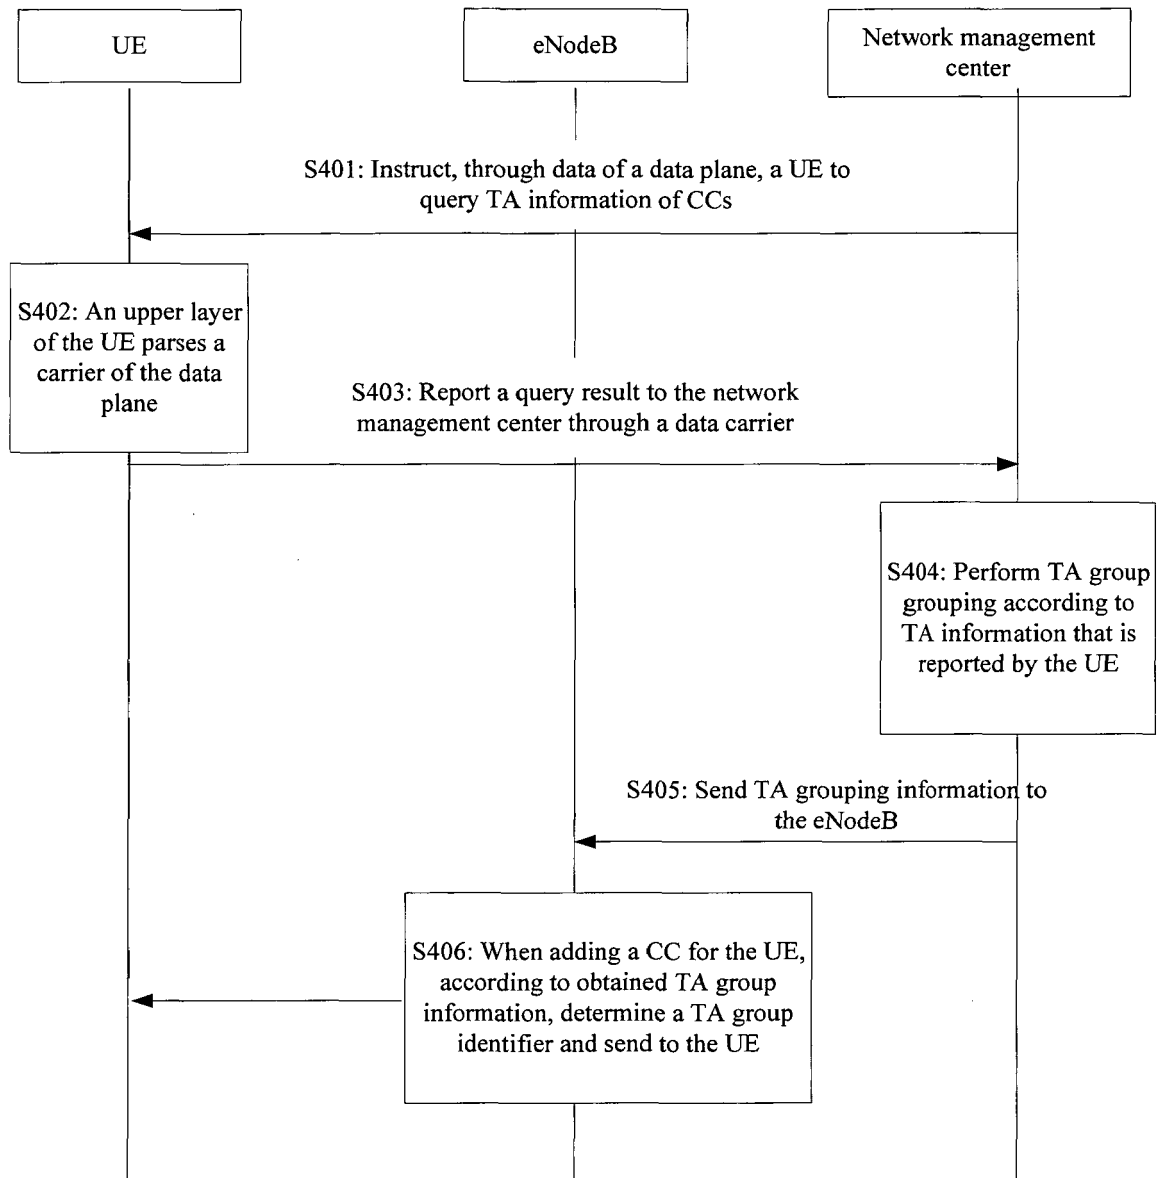 UE
eNodeB
Network management
center
S401: Instruct, through data of a data plane, a UE to
query TA information of CCs
S402: An upper layer
of the UE parses a
carrier of the data
plane
S403: Report a query result to the network
management center through a data carrier
S404: Perform TA group
grouping according to
TA information that is
reported by the UE
S405: Send TA grouping information to
the eNodeB
S406: When adding a CC for the UE,
according to obtained TA group
information, determine a TA group
identifier and send to the UE